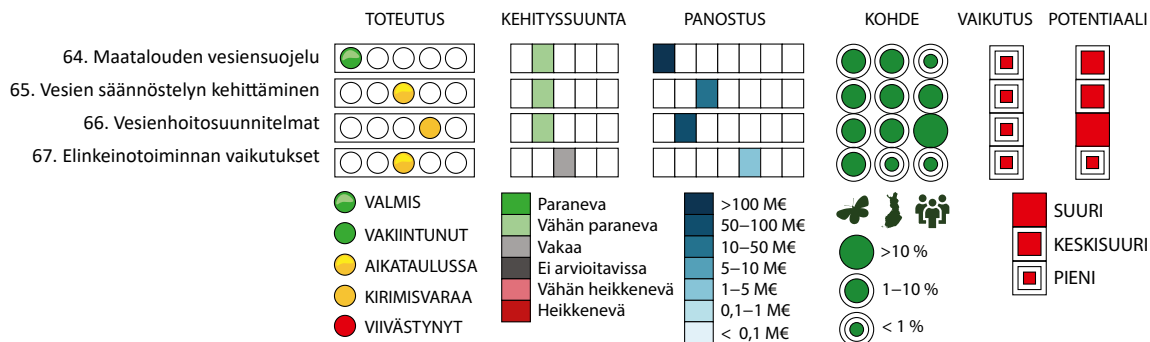 TOTEUTUS KEHITYSSUUNTA PANOSTUS KOHDE VAIKUTUS POTENTIAALI
64. Maatalouden vesiensuojelu
65. Vesien säännöstelyn kehittäminen
66. Vesienhoitosuunnitelmat
67. Elinkeinotoiminnan vaikutukset
VALMIS
VAKIINTUNUT
AIKATAULUSSA
KIRIMISVARAA
VIIVÄSTYNYT
Paraneva
Vähän paraneva
Vakaa
Ei arvioitavissa
Vähän heikkenevä
Heikkenevä
>100 M€
50–100 M€
10–50 M€
5–10 M€
1–5 M€
0,1–1 M€
< 0,1 M€
>10 %
1–10 %
< 1 %
SUURI
KESKISUURI
PIENI